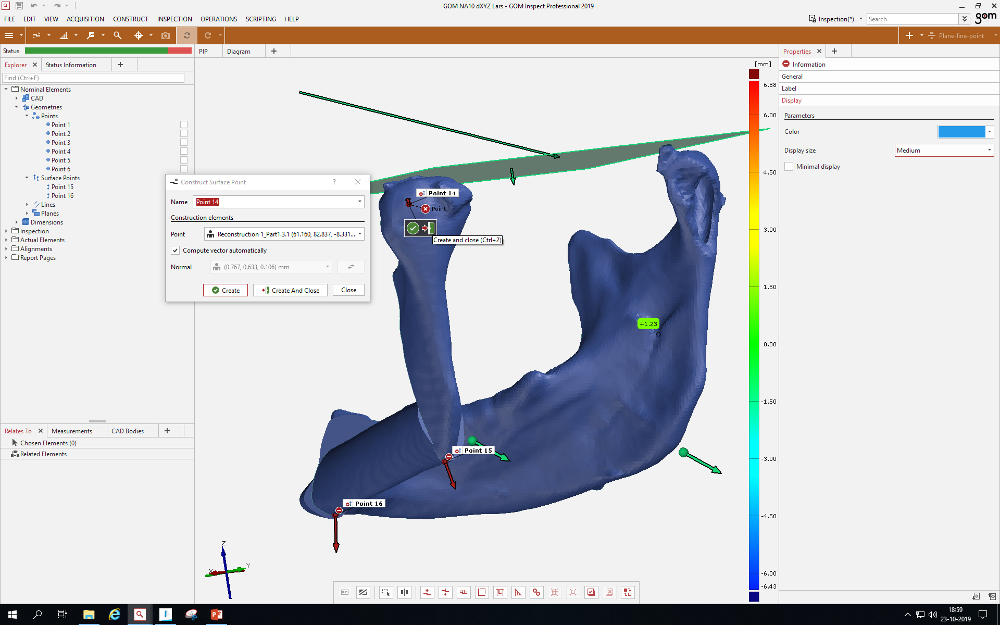 GOM NA10 dXYZ Lars - GOM Inspect Professional 2019
FILE EDIT VIEW ACQUISITION CONSTRUCT INSPECTION OPERATIONS SCRIPTING HELP
Inspection(*) Search gom
Plane-line-point
Status
PIP Diagram
Properties
Explorer Status Information
Find (Ctrl+F)
Nominal Elements
CAD
Geometries
Points
Point 1
Point 2
Point 3
Point 4
Point 5
Point 6
Surface Points
Point 15
Point 16
Lines
Planes
Dimensions
Inspection
Actual Elements
Alignments
Report Pages
Construct Surface Point ?
Name Point 14
Construction elements
Point Reconstruction 1_Part1.3.1 (61.160, 82.837, -8.331...
Compute vector automatically
Normal (0.767, 0.633, 0.106) mm
Create Create And Close Close
Point 14
Point
Create and close (Ctrl+2)
+1.23
Point 15
Point 16
Z
Y
X
[mm]
6.88
6.00
4.50
3.00
1.50
0.00
-1.50
-3.00
-4.50
-6.00
-6.43
Information
General
Label
Display
Parameters
Color
Display size Medium
Minimal display
Relates To Measurements CAD Bodies
Chosen Elements (0)
Related Elements
18:59
23-10-2019